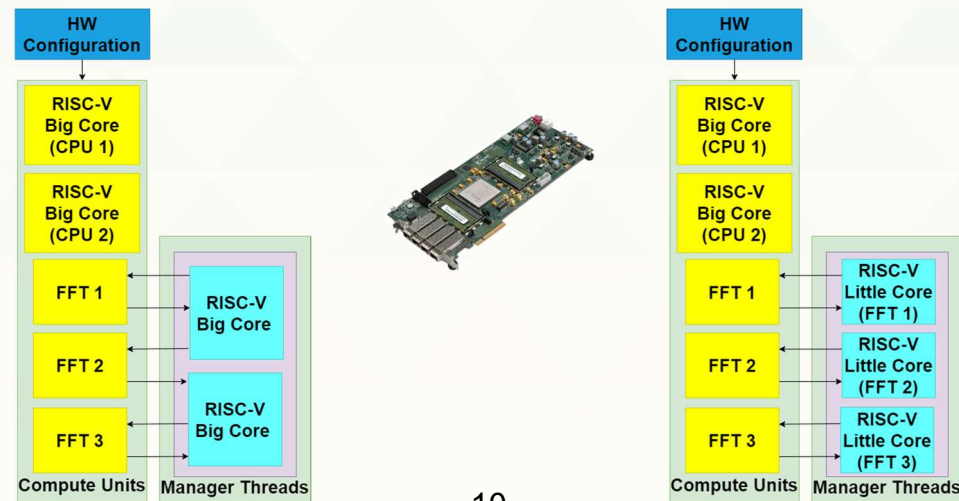 HW
Configuration
RISC-V
Big Core
(CPU 1)
RISC-V
Big Core
(CPU 2)
FFT 1
FFT 2
FFT 3
Compute Units
RISC-V
Big Core
RISC-V
Big Core
Manager Threads
10
HW
Configuration
RISC-V
Big Core
(CPU 1)
RISC-V
Big Core
(CPU 2)
FFT 1
FFT 2
FFT 3
Compute Units
RISC-V
Little Core
(FFT 1)
RISC-V
Little Core
(FFT 2)
RISC-V
Little Core
(FFT 3)
Manager Threads